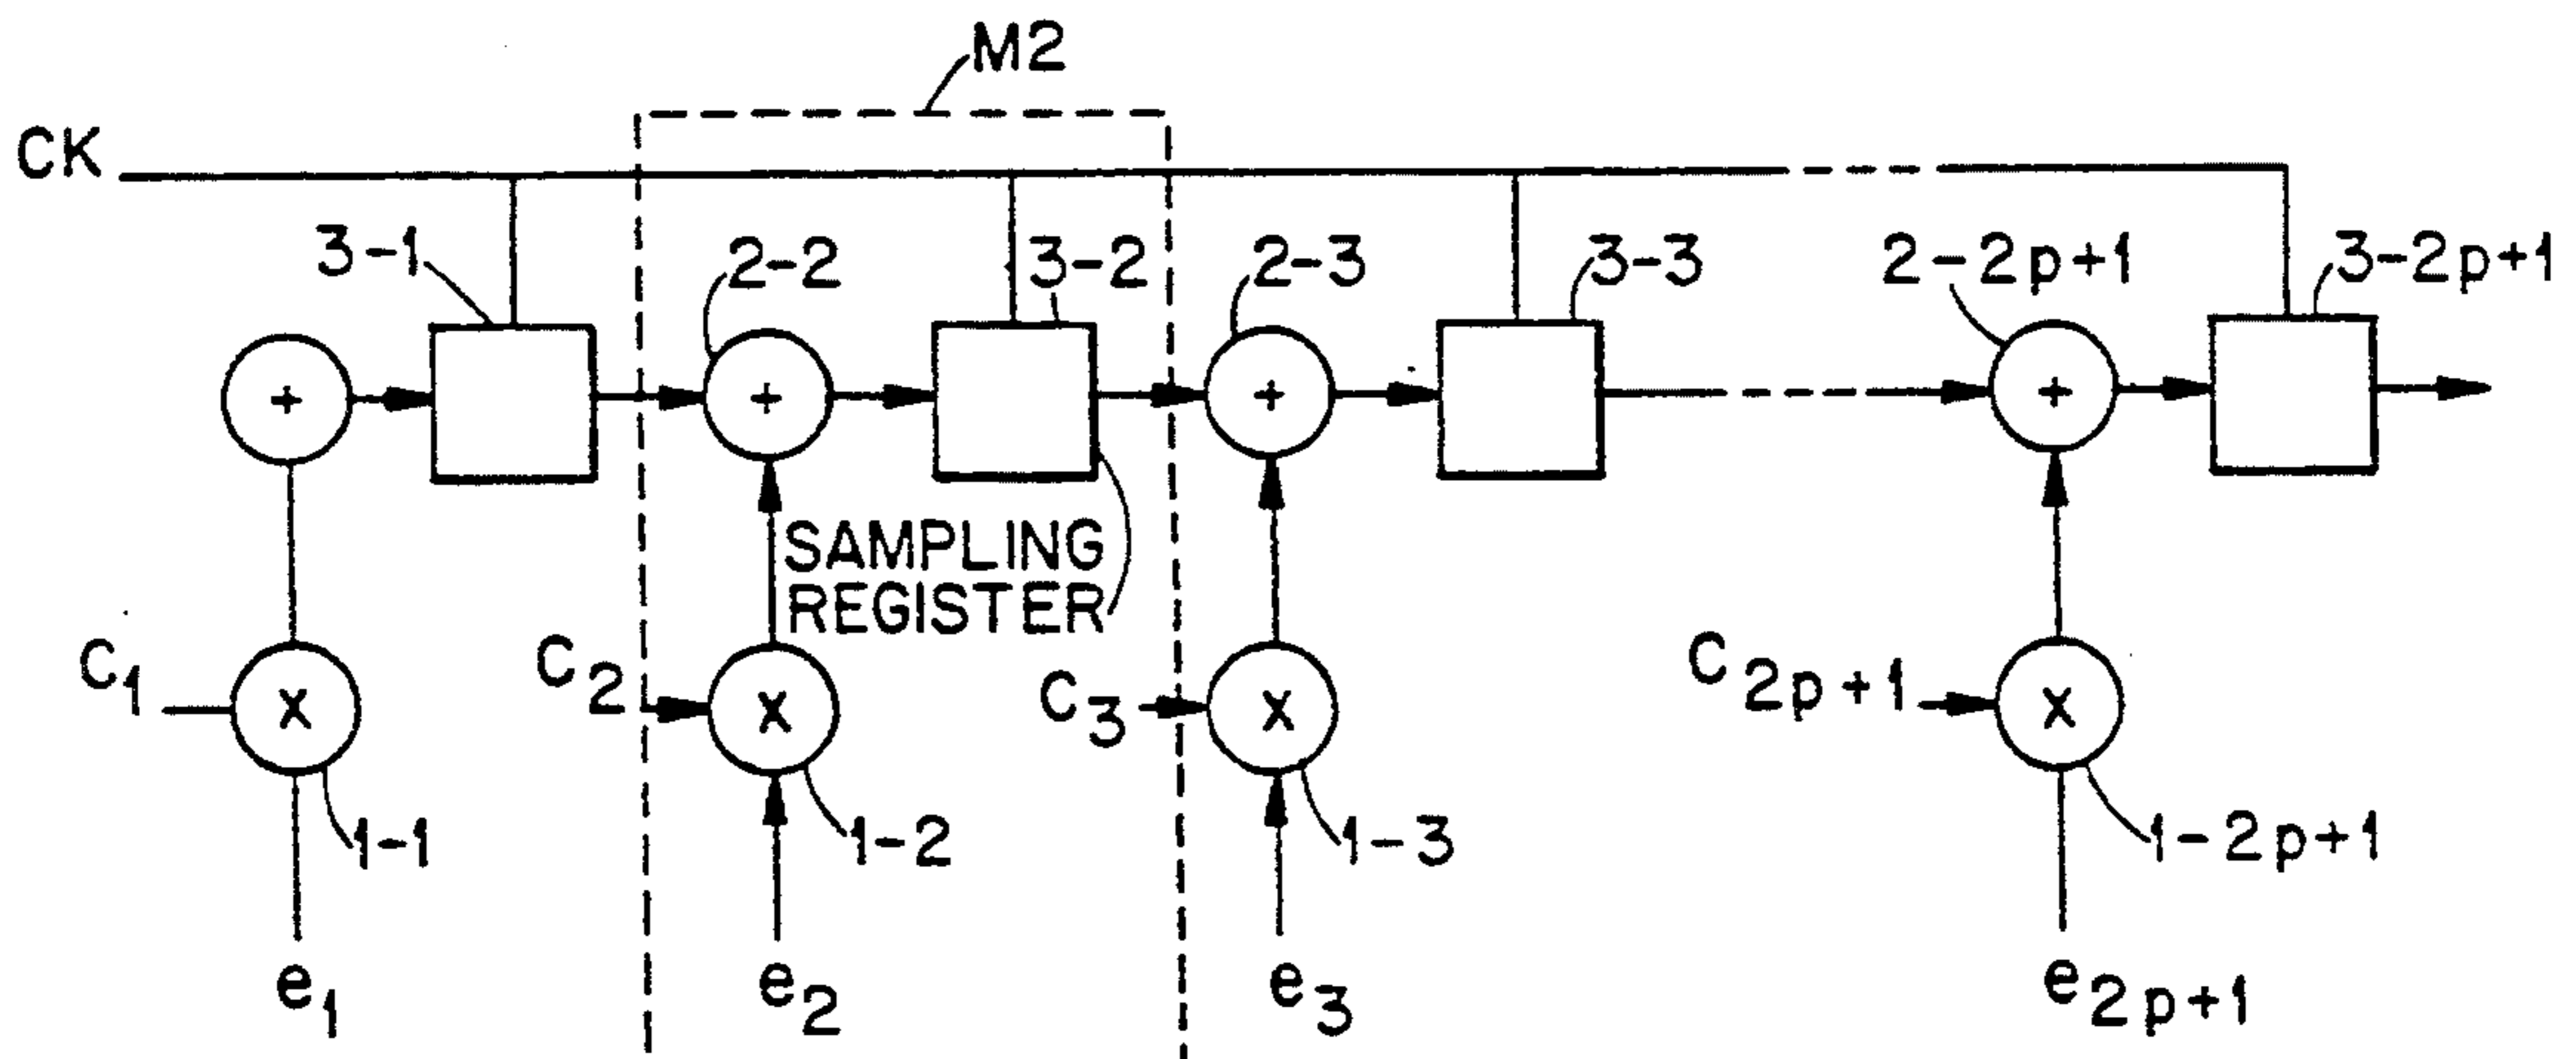 M2
CK
3-1
2-2
3-2
2-3
3-3
2-2p+1
3-2p+1
+
+
+
+
SAMPLING
REGISTER
C1
X
C2
X
C3
X
C2p+1
X
1-1
1-2
1-3
1-2p+1
e1
e2
e3
e2p+1